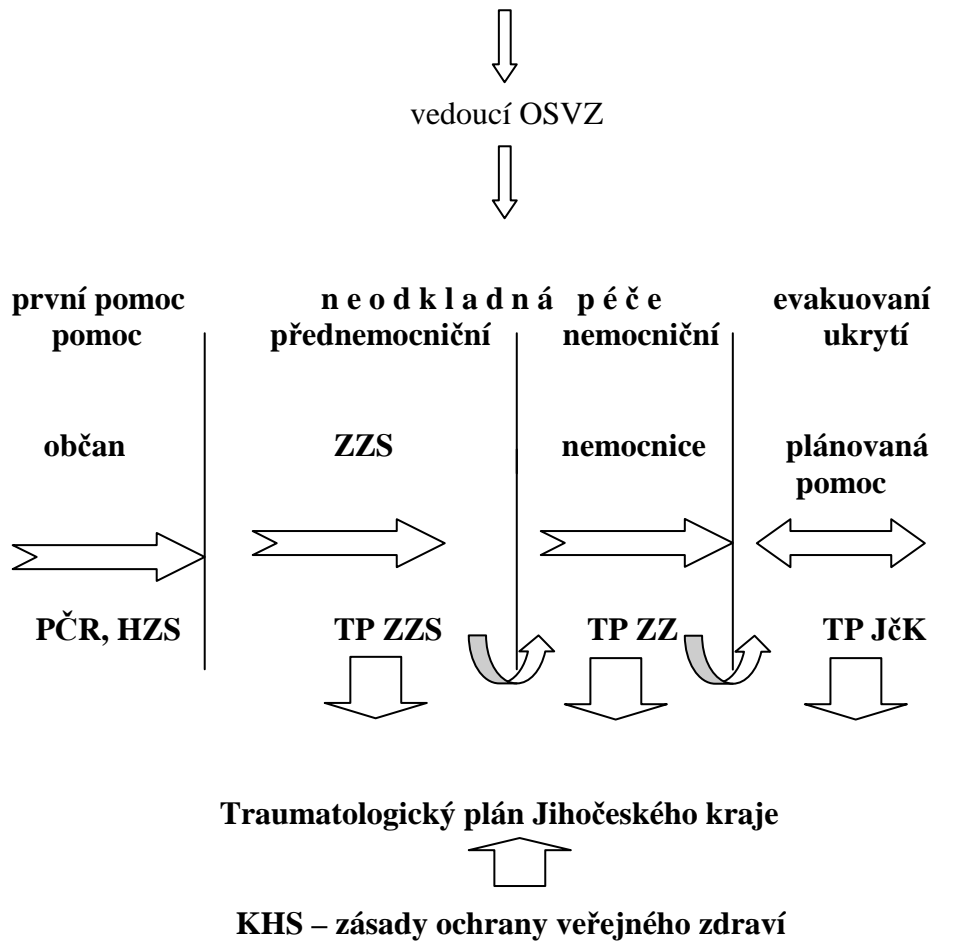 vedoucí OSVZ
první pomoc n e o d k l a d n á p é č e evakuovaní
pomoc přednemocniční nemocniční ukrytí
občan ZZS nemocnice plánovaná
pomoc
PČR, HZS TP ZZS TP ZZ TP JčK
Traumatologický plán Jihočeského kraje
KHS – zásady ochrany veřejného zdraví